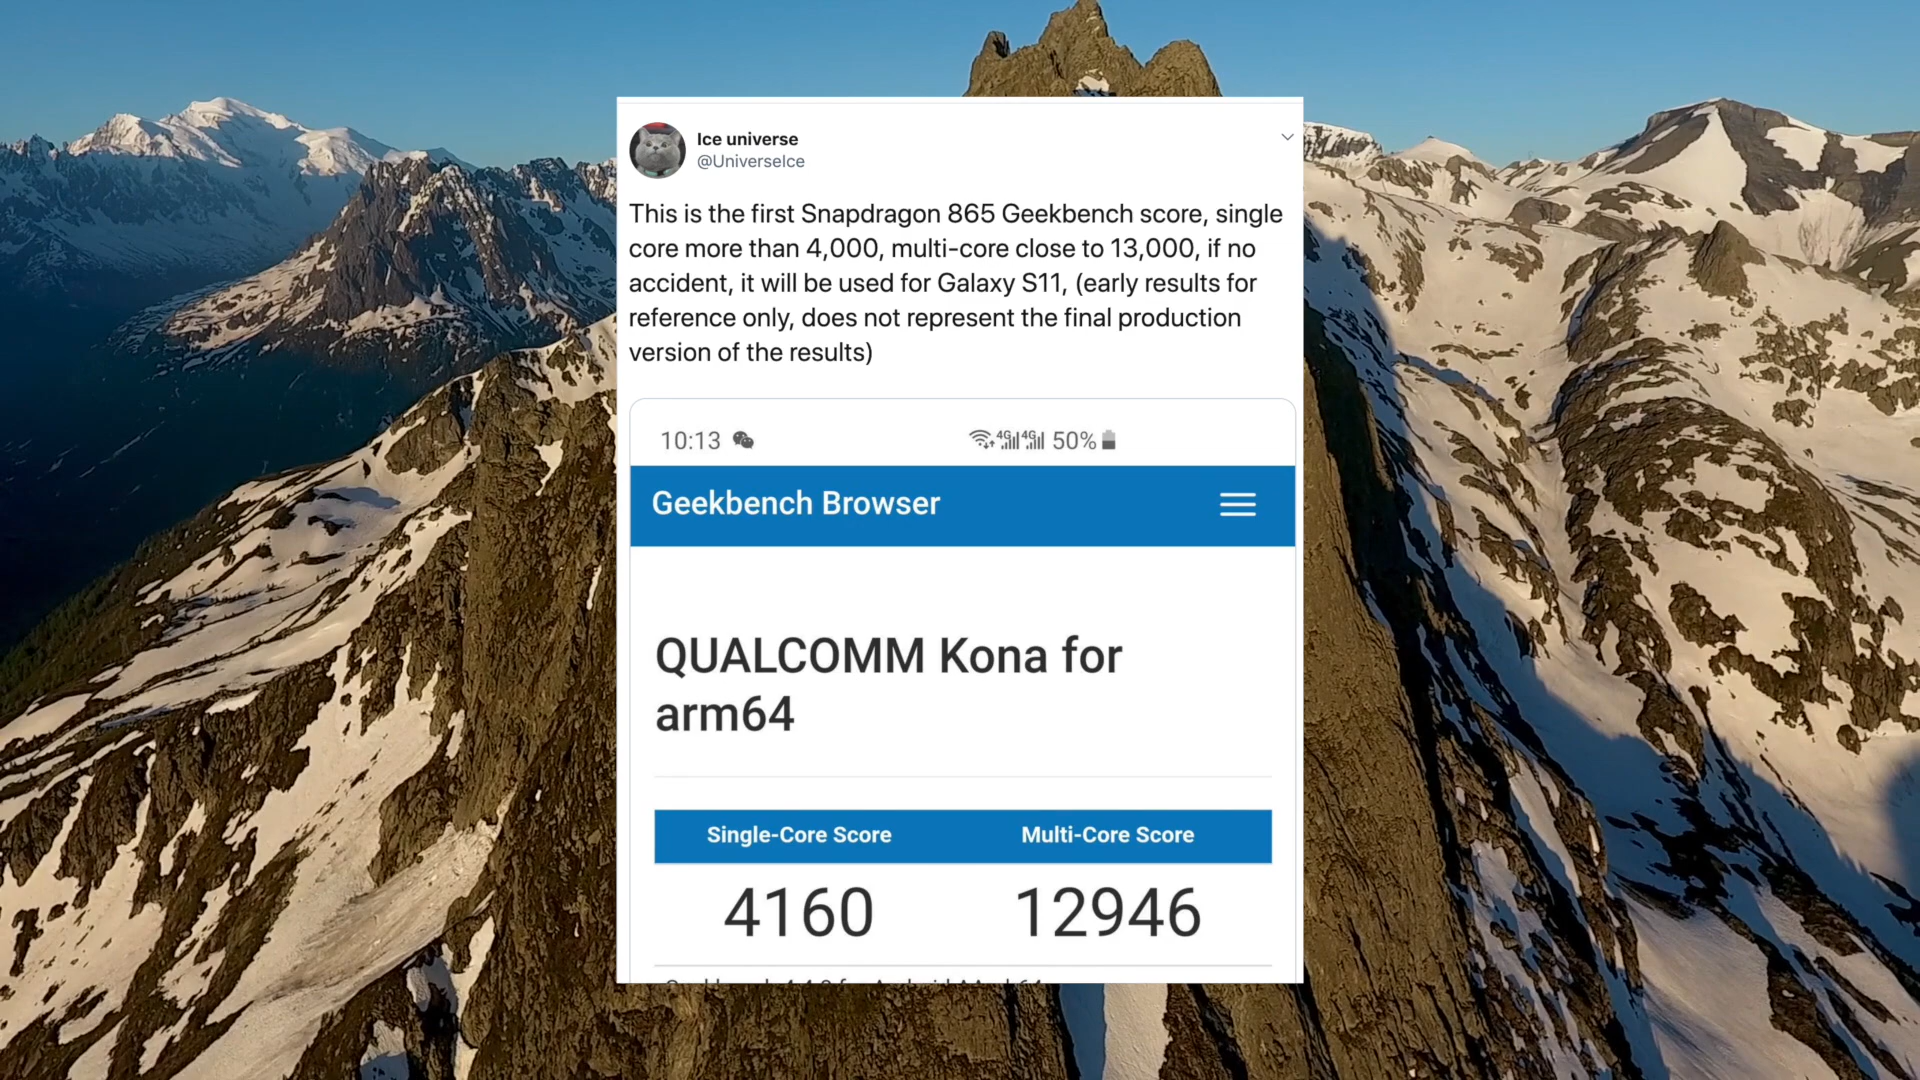 Ice universe
@UniverseIce
This is the first Snapdragon 865 Geekbench score, single
core more than 4,000, multi-core close to 13,000, if no
accident, it will be used for Galaxy S11, (early results for
reference only, does not represent the final production
version of the results)
10:13 4G 4G 50%
Geekbench Browser
QUALCOMM Kona for
arm64
Single-Core Score Multi-Core Score
4160 12946